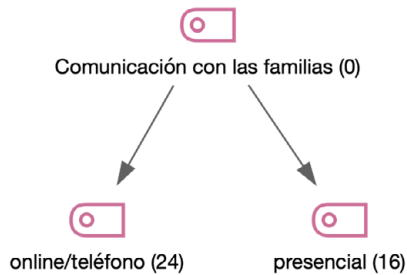 Comunicación con las familias (0)
online/teléfono (24)
presencial (16)